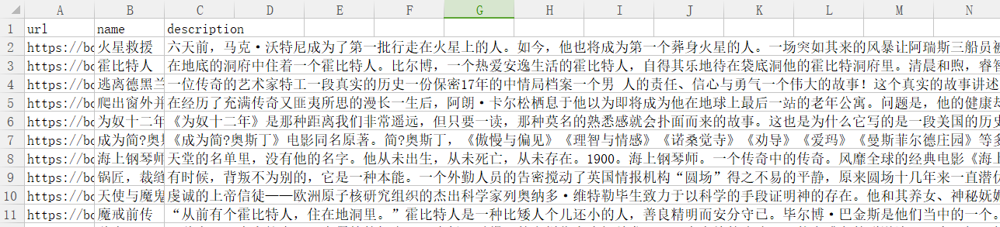 A B C D E F G H I J K L M N
1 url name description
2 https://bo 火星救援 六天前，马克·沃特尼成为了第一批行走在火星上的人。如今，他也将成为第一个葬身火星的人。一场突如其来的风暴让阿瑞斯三船员被
3 https://bo 霍比特人 在地底的洞府中住着一个霍比特人。比尔博，一个热爱安逸生活的霍比特人，自得其乐地待在袋底洞他的霍比特洞府里。清晨和煦，睿智
4 https://bo 逃离德黑兰 一位传奇的艺术家特工一段真实的历史一份保密17年的中情局档案一个男 人的责任、信心与勇气一个伟大的故事！这个真实的故事讲述
5 https://bo 爬出窗外并 在经历了充满传奇又匪夷所思的漫长一生后，阿朗·卡尔松栖息于他以为即将成为他在地球上最后一站的老年公寓。问题是，他的健康却
6 https://bo 为奴十二年 《为奴十二年》是那种距离我们非常遥远，但只要一读，那种莫名的熟悉感就会扑面而来的故事。这也是为什么它写的是一段美国的历史
7 https://bo 成为简?奥斯 《成为简?奥斯丁》电影同名原著。简?奥斯丁，《傲慢与偏见》《理智与情感》《诺桑觉寺》《劝导》《爱玛》《曼斯菲尔德庄园》等多
8 https://bo 海上钢琴师 天堂的名单里，没有他的名字。他从未出生，从未死亡，从未存在。1900。海上钢琴师。一个传奇中的传奇。风靡全球的经典电影《海上
9 https://bo 锅匠，裁缝 有时候，背叛不为别的，它是一种本能。一个外勤人员的告密搅动了英国情报机构“圆场”得之不易的平静，原来圆场十几年来一直潜伏
10 https://bo 天使与魔鬼 虔诚的上帝信徒——欧洲原子核研究组织的杰出科学家列奥纳多·维特勒毕生致力于以科学的手段证明神的存在。他和其养女、神秘妩媚
11 https://bo 魔戒前传 “从前有个霍比特人，住在地洞里。”霍比特人是一种比矮人个儿还小的人，善良精明而安分守己。毕尔博·巴金斯是他们当中的一个。